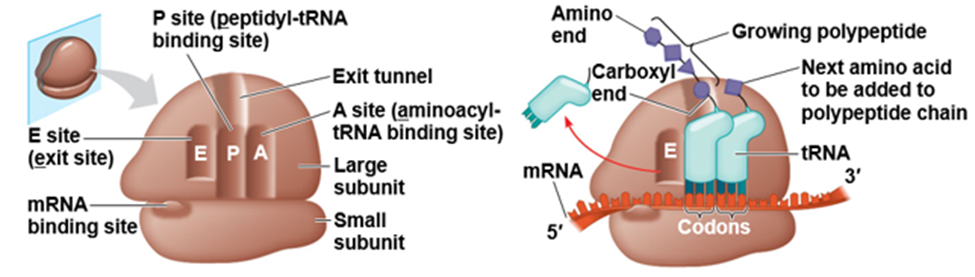 P site (peptidyl-tRNA
binding site)
Exit tunnel
A site (aminoacyl-
tRNA binding site)
E site
(exit site)
E P A
Large
subunit
mRNA
binding site
Small
subunit
Amino
end
Growing polypeptide
Carboxyl
end
Next amino acid
to be added to
polypeptide chain
E
tRNA
mRNA
3′
5′
Codons